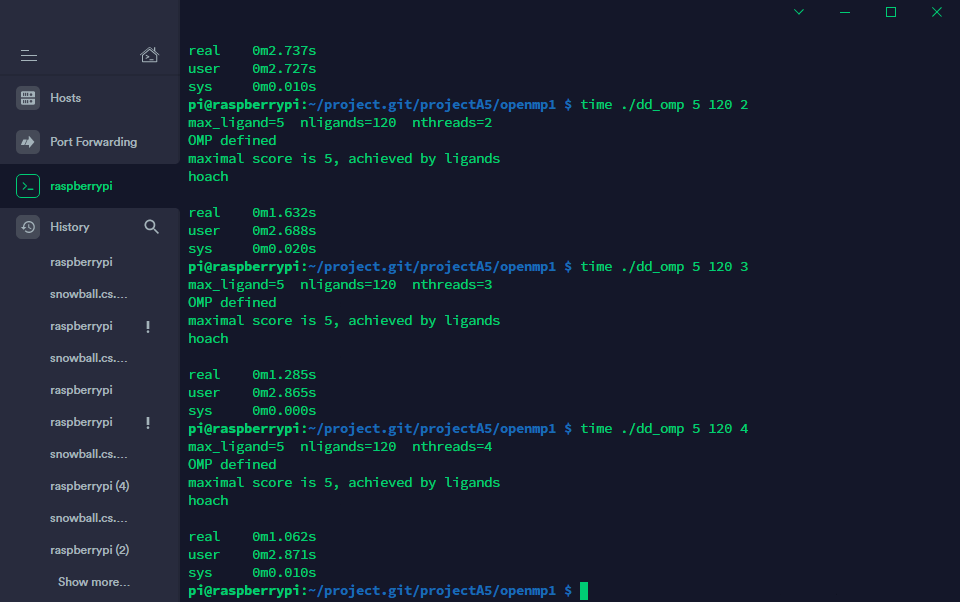 Hosts
Port Forwarding
raspberrypi
History
raspberrypi
snowball.cs....
raspberrypi !
snowball.cs....
raspberrypi
raspberrypi !
snowball.cs....
raspberrypi (4)
snowball.cs....
raspberrypi (2)
Show more...
real    0m2.737s
user    0m2.727s
sys     0m0.010s
pi@raspberrypi:~/project.git/projectA5/openmp1 $ time ./dd_omp 5 120 2
max_ligand=5  nligands=120  nthreads=2
OMP defined
maximal score is 5, achieved by ligands
hoach
real    0m1.632s
user    0m2.688s
sys     0m0.020s
pi@raspberrypi:~/project.git/projectA5/openmp1 $ time ./dd_omp 5 120 3
max_ligand=5  nligands=120  nthreads=3
OMP defined
maximal score is 5, achieved by ligands
hoach
real    0m1.285s
user    0m2.865s
sys     0m0.000s
pi@raspberrypi:~/project.git/projectA5/openmp1 $ time ./dd_omp 5 120 4
max_ligand=5  nligands=120  nthreads=4
OMP defined
maximal score is 5, achieved by ligands
hoach
real    0m1.062s
user    0m2.871s
sys     0m0.010s
pi@raspberrypi:~/project.git/projectA5/openmp1 $